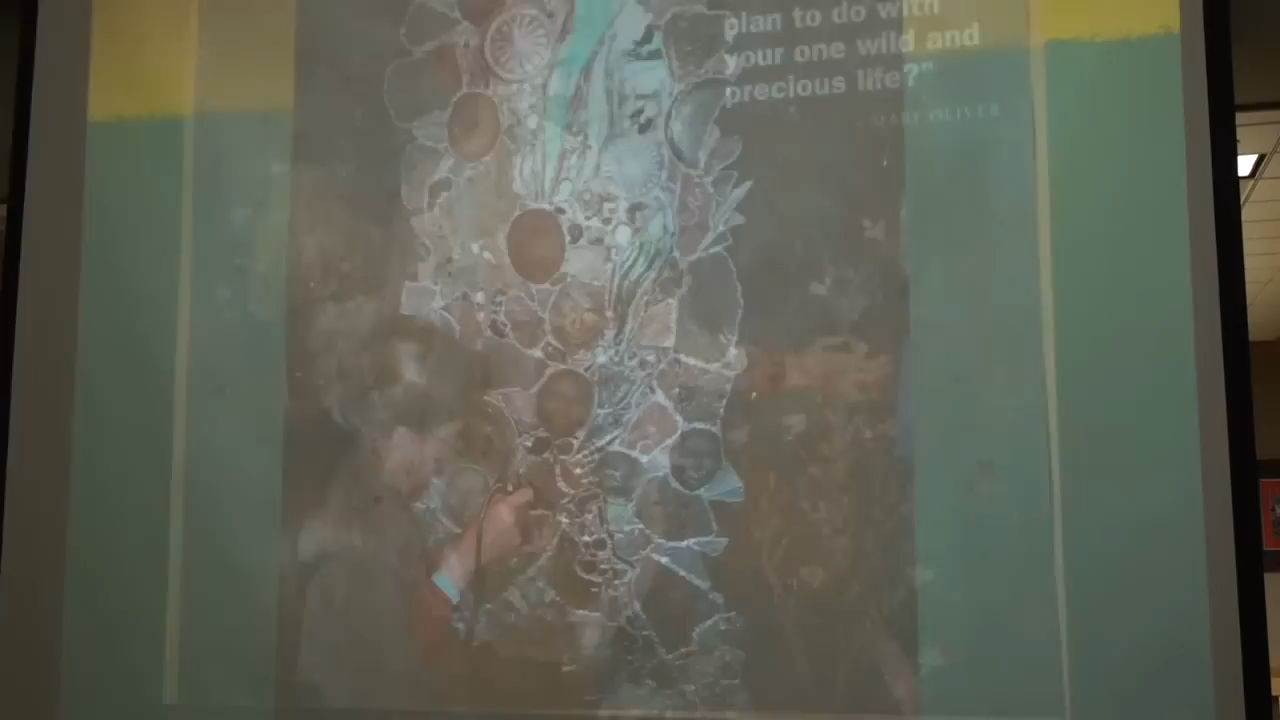 plan to do with
your one wild and
precious life?"
- MARY OLIVER